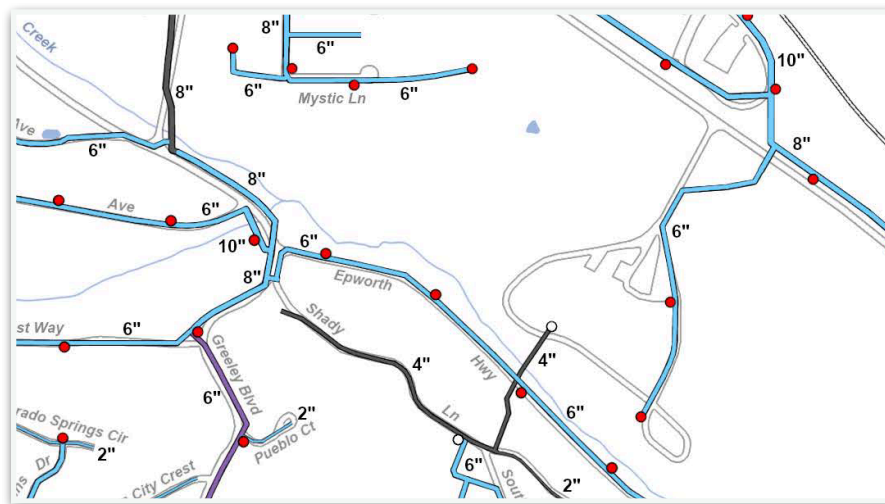 Creek
8"
6"
10"
8"
6"
6"
Mystic Ln
8"
Ave
6"
8"
8"
Ave
6"
10"
6"
8"
Epworth
st Way
6"
Shady
Greeley Blvd
4"
Hwy
4"
6"
Ln
6"
2"
rado Springs Cir
2"
Pueblo Ct
6"
2"
Dr
City Crest